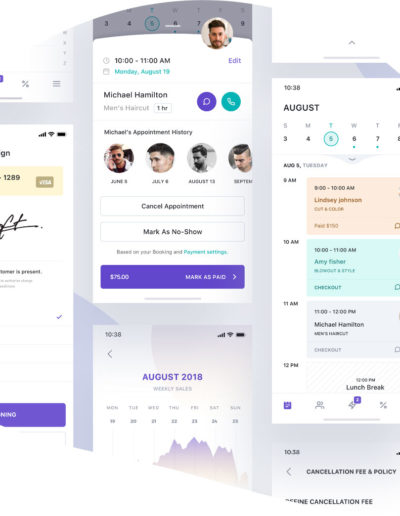 X
Y
Z
2
%
ign
- 1289
VISA
tomer is present.
ONING
S
M
T
W
T
F
S
3
4
5
6
7
8
10:00 - 11:00 AM
Edit
Monday, August 19
Michael Hamilton
Men's Haircut
1 hr
Michael's Appointment History
JUNE 5
JULY 6
AUGUST 13
SEPTEM
Cancel Appointment
Mark As No-Show
Based on your Booking and Payment settings.
$75.00
MARK AS PAID
10:38
AUGUST 2018
WEEKLY SALES
19 20 21 22 23 24 25
SUN MON TUE WED THU FRI SAT
10:38
AUGUST
S M T W T F
3 4 5 6 7 8
AUG 5, TUESDAY
9 AM
9:00 - 10:00 AM
Lindsey johnson
CUT & COLOR
Paid $150
10 AM
10:00 - 11:00 AM
Amy fisher
BLOWOUT & STYLE
CHECKOUT
11 AM
11:00 - 12:00 PM
Michael Hamilton
MEN'S HAIRCUT
CHECKOUT
12 PM
12:00 PM
Lunch Break
2
%
10:38
CANCELLATION FEE & POLICY
EFINE CANCELLATION FEE